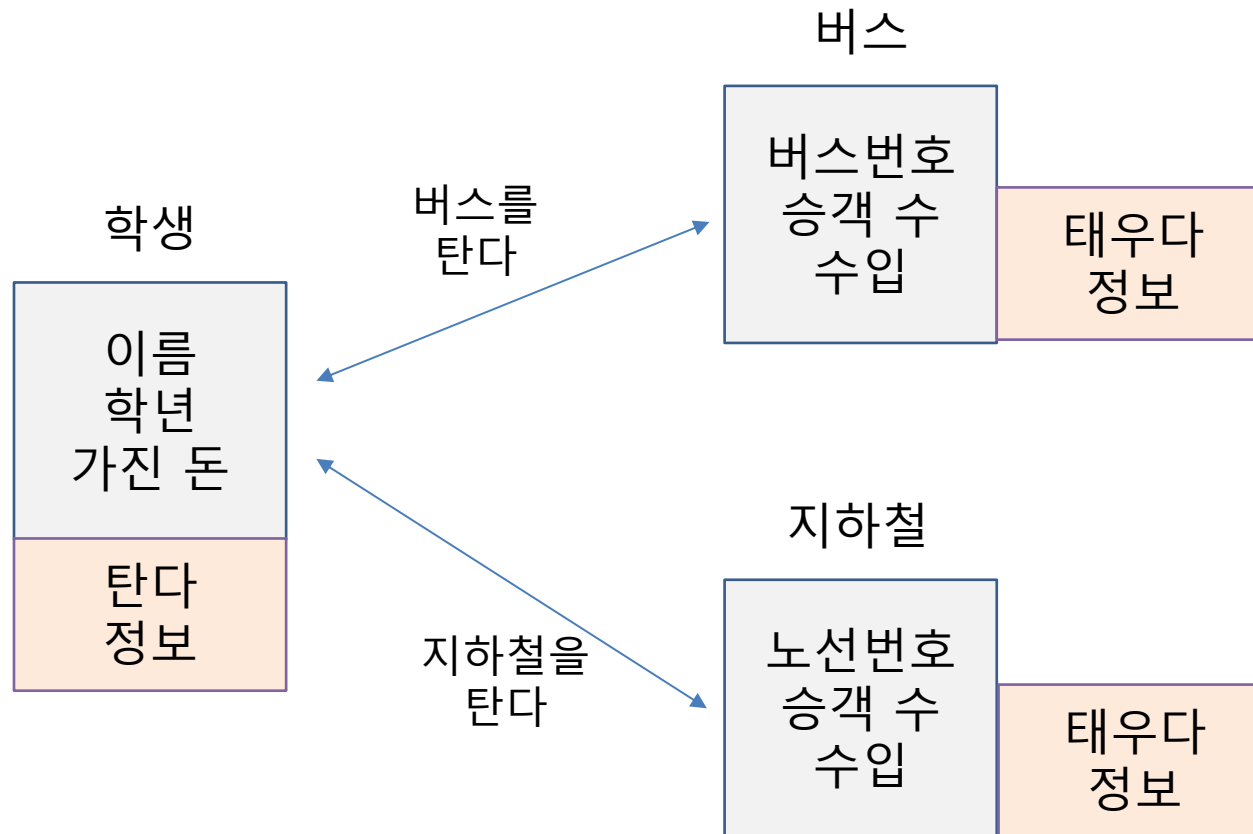 버스
버스번호
승객 수
수입
태우다
정보
버스를
탄다
학생
이름
학년
가진 돈
탄다
정보
지하철을
탄다
지하철
노선번호
승객 수
수입
태우다
정보